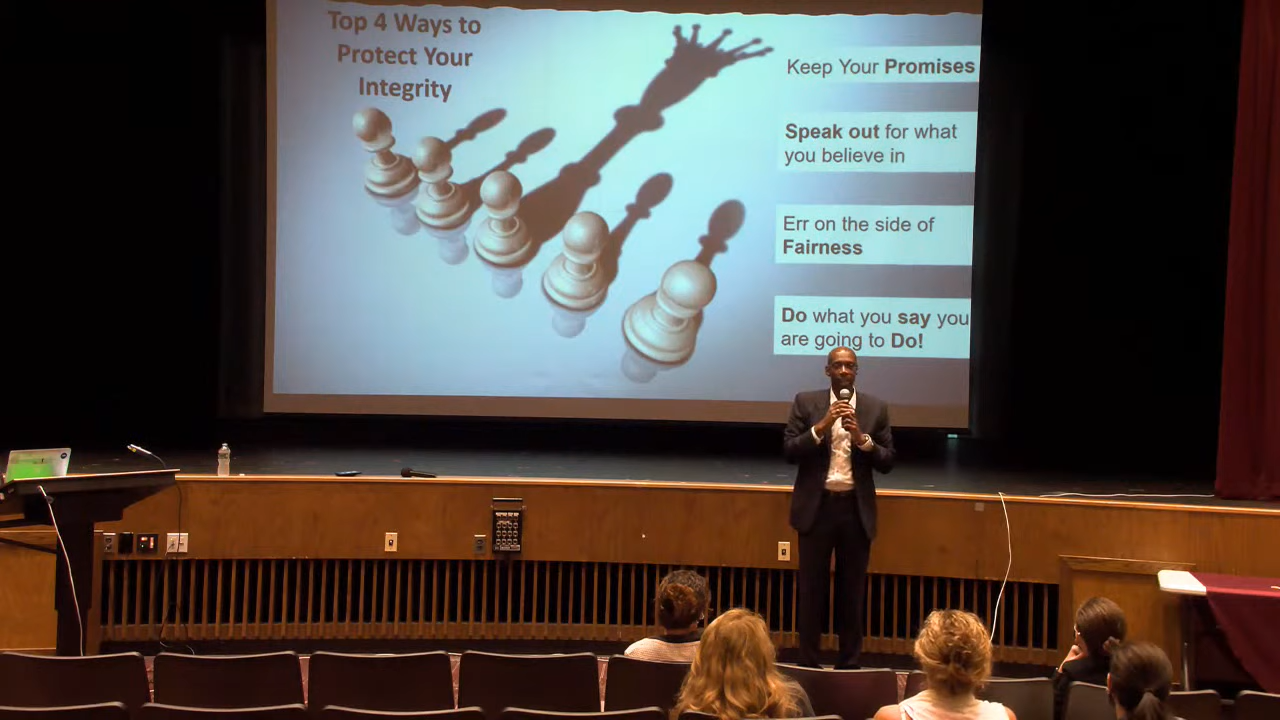 Top 4 Ways to
Protect Your
Integrity
Keep Your Promises
Speak out for what
you believe in
Err on the side of
Fairness
Do what you say you
are going to Do!